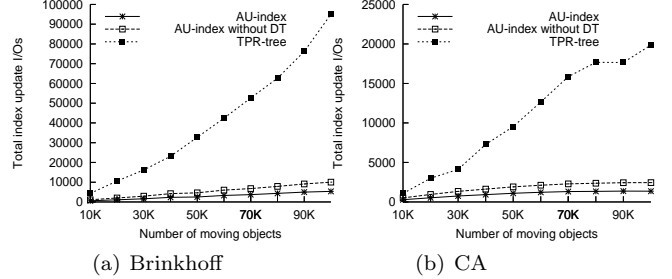 AU-index
AU-index without DT
TPR-tree
Total index update I/Os
100000
90000
80000
70000
60000
50000
40000
30000
20000
10000
0
10K 30K 50K 70K 90K
Number of moving objects
(a) Brinkhoff
AU-index
AU-index without DT
TPR-tree
Total index update I/Os
25000
20000
15000
10000
5000
0
10K 30K 50K 70K 90K
Number of moving objects
(b) CA